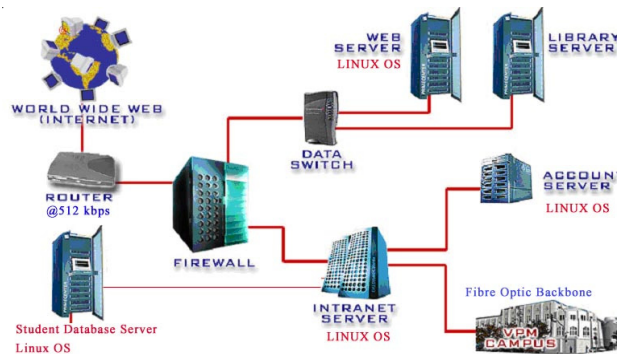 WEB
SERVER
LINUX OS
LIBRARY
SERVER
WORLD WIDE WEB
(INTERNET)
DATA
SWITCH
ROUTER
@512 kbps
FIREWALL
ACCOUNT
SERVER
LINUX OS
INTRANET
SERVER
LINUX OS
Fibre Optic Backbone
VPM
CAMPUS
Student Database Server
Linux OS